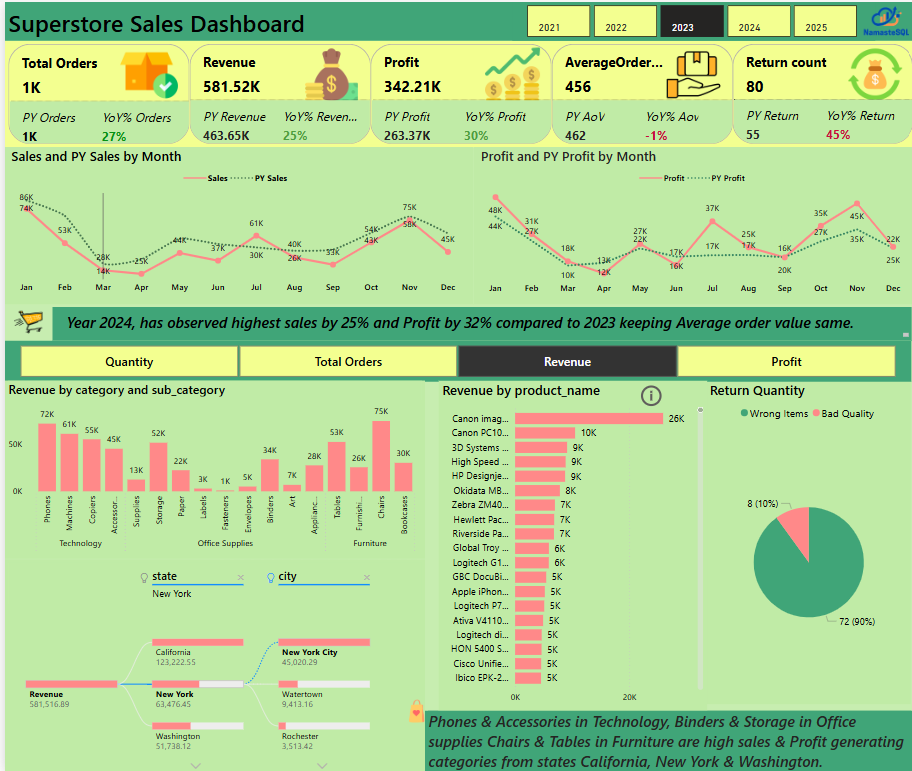 Superstore Sales Dashboard
2021
2022
2023
2024
2025
NamasteSQL
Total Orders
1K
PY Orders
YoY% Orders
1K
27%
Revenue
581.52K
PY Revenue
YoY% Reven...
463.65K
25%
Profit
342.21K
PY Profit
YoY% Profit
263.37K
30%
AverageOrder...
456
PY AoV
YoY% Aov
462
-1%
Return count
80
PY Return
YoY% Return
55
45%
Sales and PY Sales by Month
Sales
PY Sales
86K
74K
53K
28K
14K
25K
44K
37K
61K
30K
40K
26K
33K
54K
43K
75K
58K
45K
Jan
Feb
Mar
Apr
May
Jun
Jul
Aug
Sep
Oct
Nov
Dec
Profit and PY Profit by Month
Profit
PY Profit
48K
44K
31K
27K
18K
10K
13K
12K
27K
22K
17K
16K
37K
17K
25K
17K
16K
20K
35K
27K
45K
35K
22K
25K
Jan
Feb
Mar
Apr
May
Jun
Jul
Aug
Sep
Oct
Nov
Dec
Year 2024, has observed highest sales by 25% and Profit by 32% compared to 2023 keeping Average order value same.
Quantity
Total Orders
Revenue
Profit
Revenue by category and sub_category
50K
0K
72K
61K
55K
45K
13K
52K
22K
3K
1K
5K
34K
7K
28K
53K
26K
75K
30K
Phones
Machines
Copiers
Accessor...
Supplies
Storage
Paper
Labels
Fasteners
Envelopes
Binders
Art
Applianc...
Tables
Furnishi...
Chairs
Bookcases
Technology
Office Supplies
Furniture
state
New York
city
Revenue
581,516.89
California
123,222.55
New York
63,476.45
Washington
51,738.12
New York City
45,020.29
Watertown
9,413.16
Rochester
3,513.42
Revenue by product_name
Canon imag... 26K
Canon PC10... 10K
3D Systems ... 9K
High Speed ... 9K
HP Designje... 9K
Okidata MB... 8K
Zebra ZM40... 7K
Hewlett Pac... 7K
Riverside Pa... 7K
Global Troy ... 6K
Logitech G1... 6K
GBC DocuBi... 5K
Apple iPhon... 5K
Logitech P7... 5K
Ativa V4110... 5K
Logitech di... 5K
HON 5400 S... 5K
Cisco Unifie... 5K
Ibico EPK-2... 5K
0K
20K
Return Quantity
Wrong Items
Bad Quality
8 (10%)
72 (90%)
Phones & Accessories in Technology, Binders & Storage in Office
supplies Chairs & Tables in Furniture are high sales & Profit generating
categories from states California, New York & Washington.